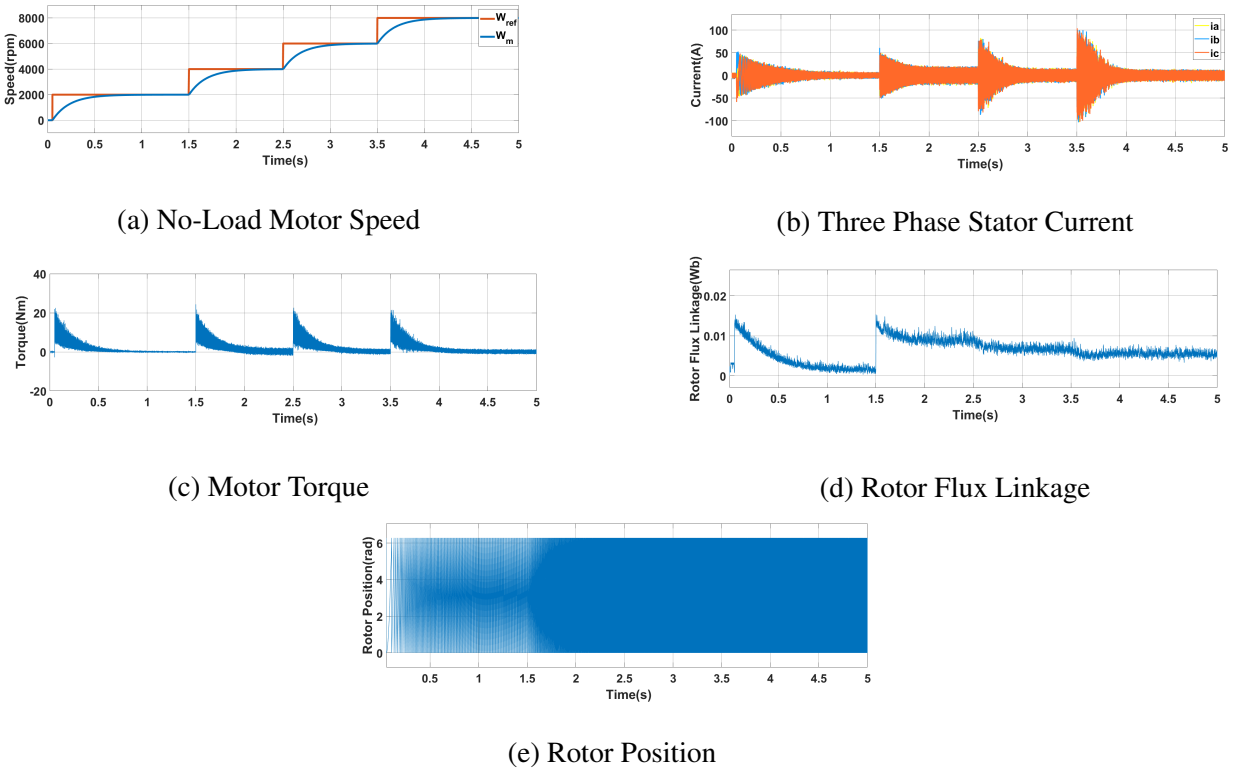 8000
6000
4000
2000
0
Speed(rpm)
W_ref
W_m
0 0.5 1 1.5 2 2.5 3 3.5 4 4.5 5
Time(s)
(a) No-Load Motor Speed
100
50
0
-50
-100
Current(A)
ia
ib
ic
0 0.5 1 1.5 2 2.5 3 3.5 4 4.5 5
Time(s)
(b) Three Phase Stator Current
40
20
0
-20
Torque(Nm)
0 0.5 1 1.5 2 2.5 3 3.5 4 4.5 5
Time(s)
(c) Motor Torque
0.02
0.01
0
Rotor Flux Linkage(Wb)
0 0.5 1 1.5 2 2.5 3 3.5 4 4.5 5
Time(s)
(d) Rotor Flux Linkage
6
4
2
0
Rotor Position(rad)
0.5 1 1.5 2 2.5 3 3.5 4 4.5 5
Time(s)
(e) Rotor Position